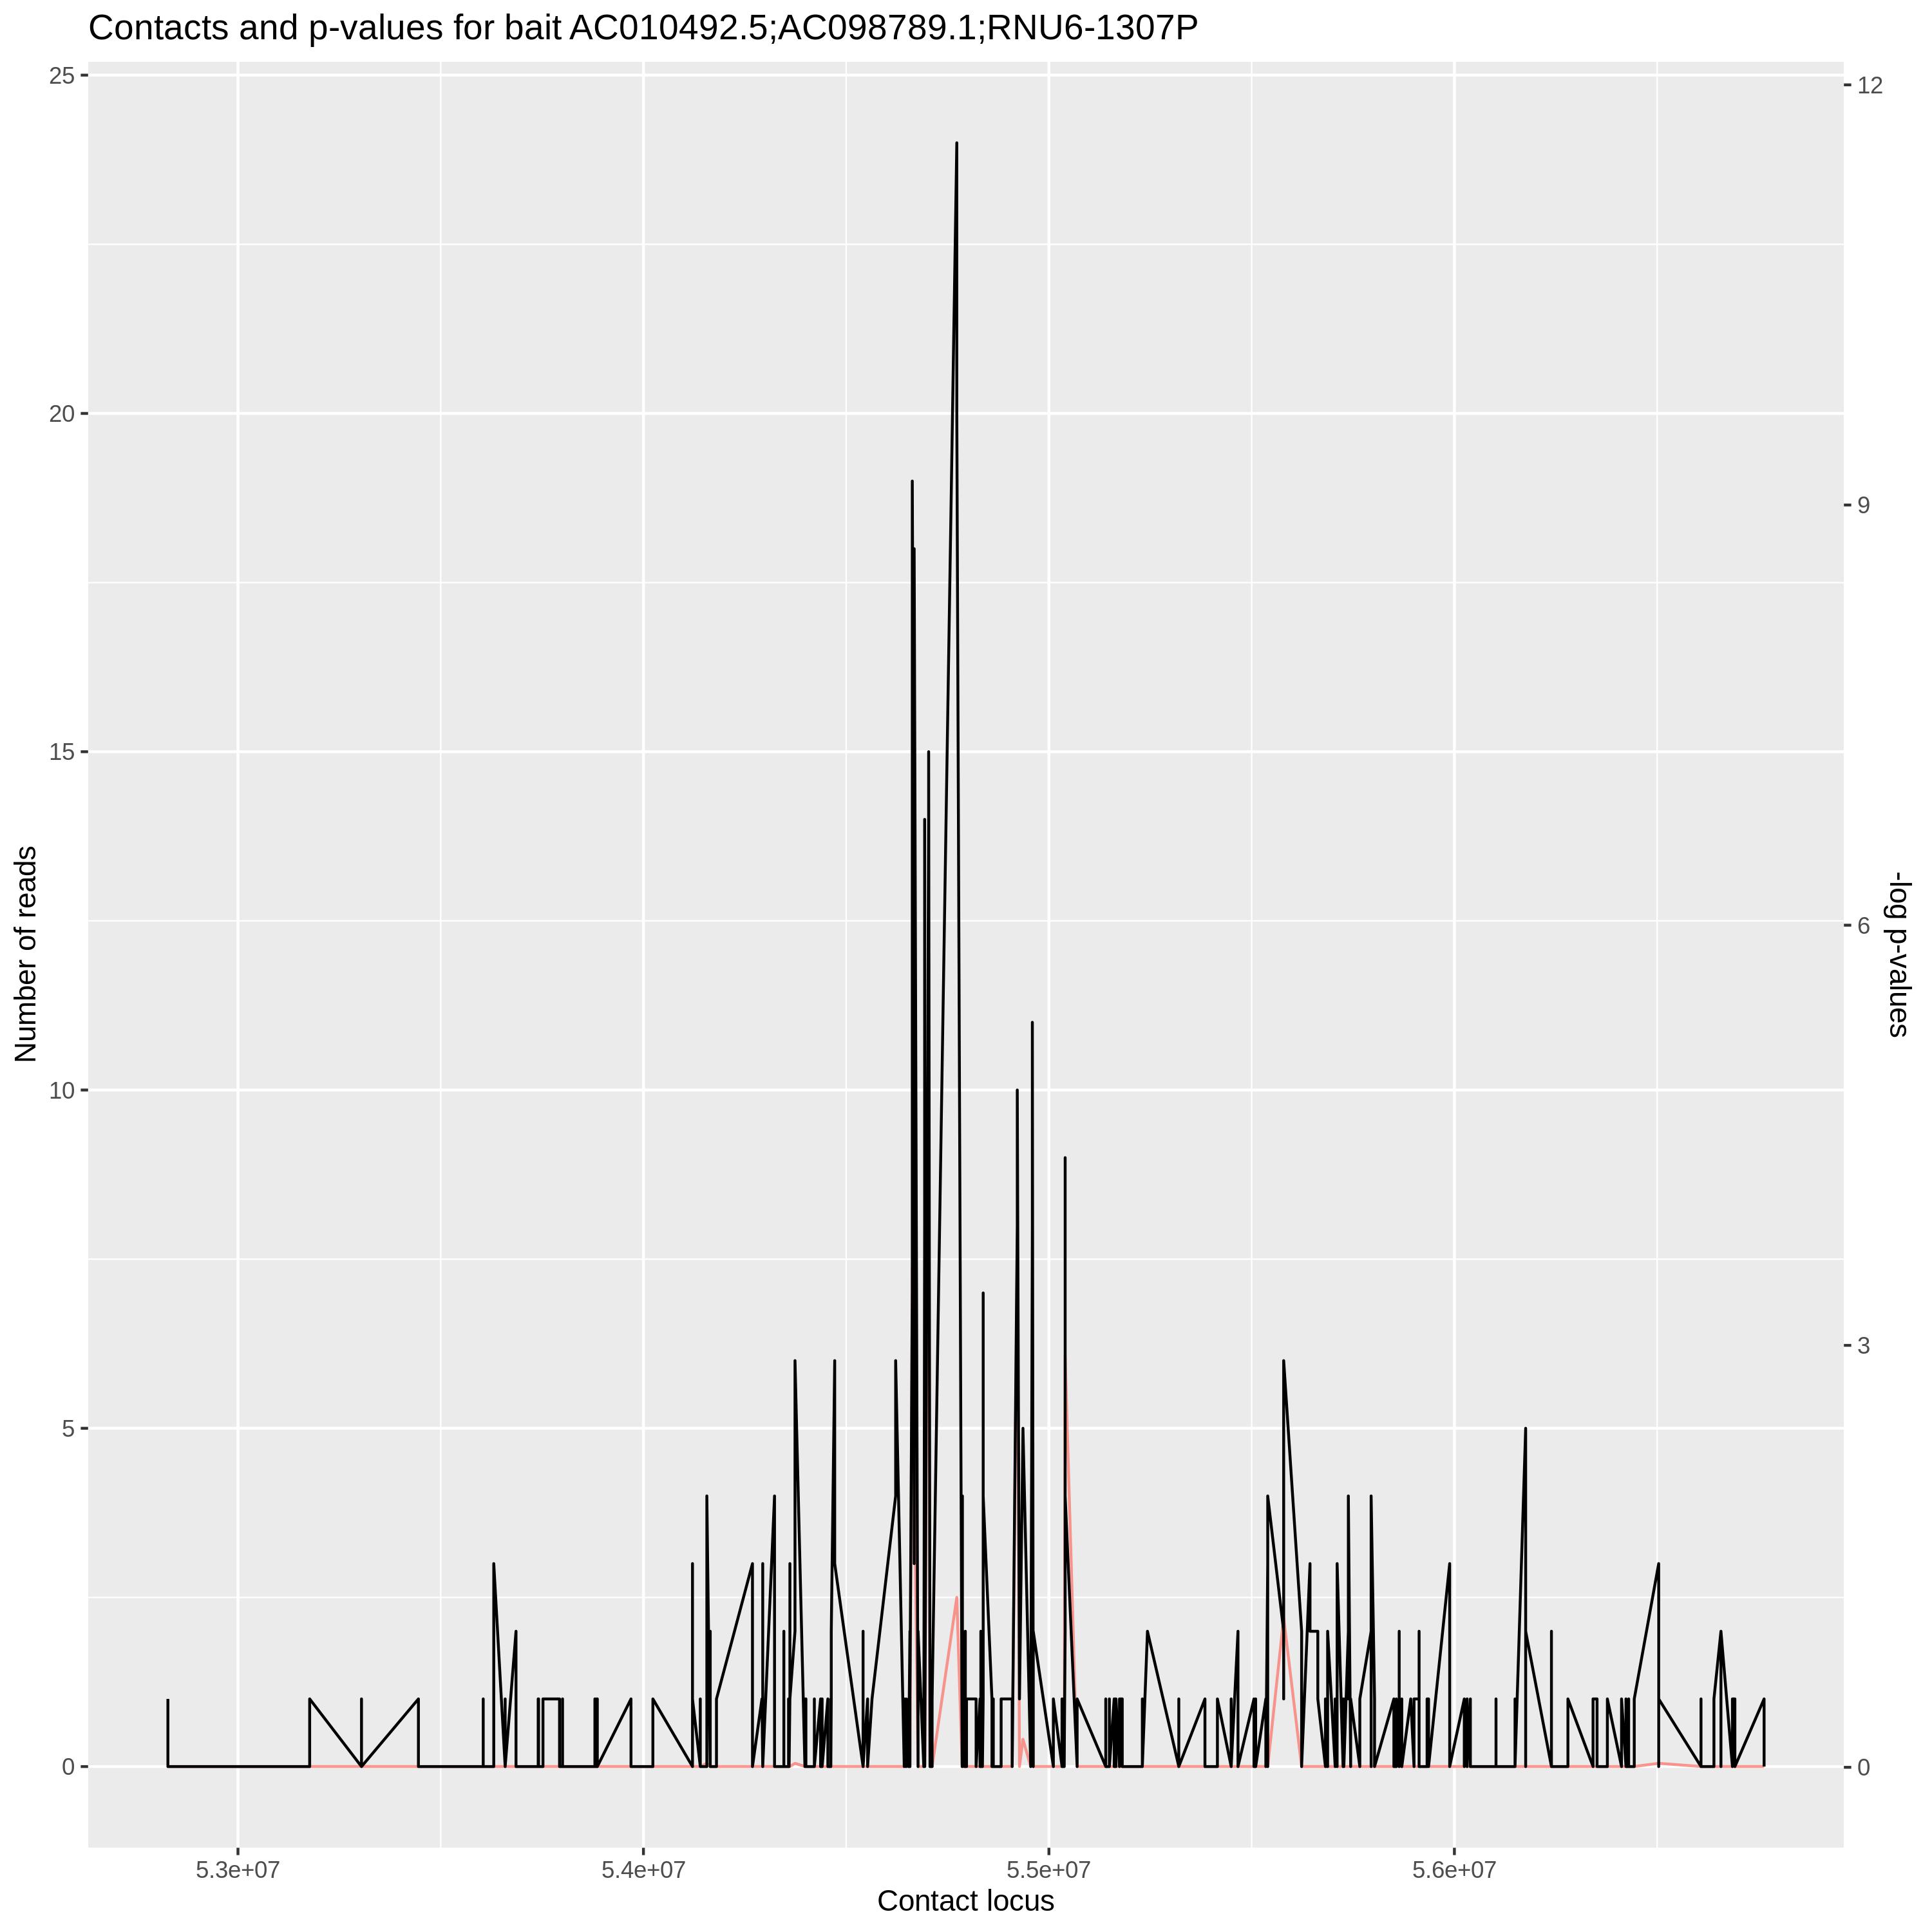 Contacts and p-values for bait AC010492.5;AC098789.1;RNU6-1307P
25
20
15
10
5
0
Number of reads
12
9
6
3
0
-log p-values
5.3e+07
5.4e+07
5.5e+07
5.6e+07
Contact locus